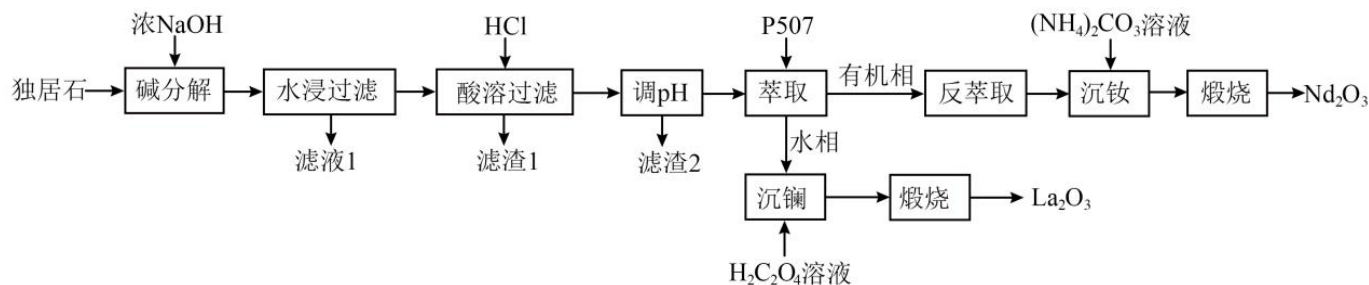 浓NaOH
HCl
P507
(NH₄)₂CO₃溶液
独居石
碱分解
水浸过滤
酸溶过滤
调pH
萃取
有机相
反萃取
沉钕
煅烧
Nd₂O₃
滤液1
滤渣1
滤渣2
水相
沉镧
煅烧
La₂O₃
H₂C₂O₄溶液